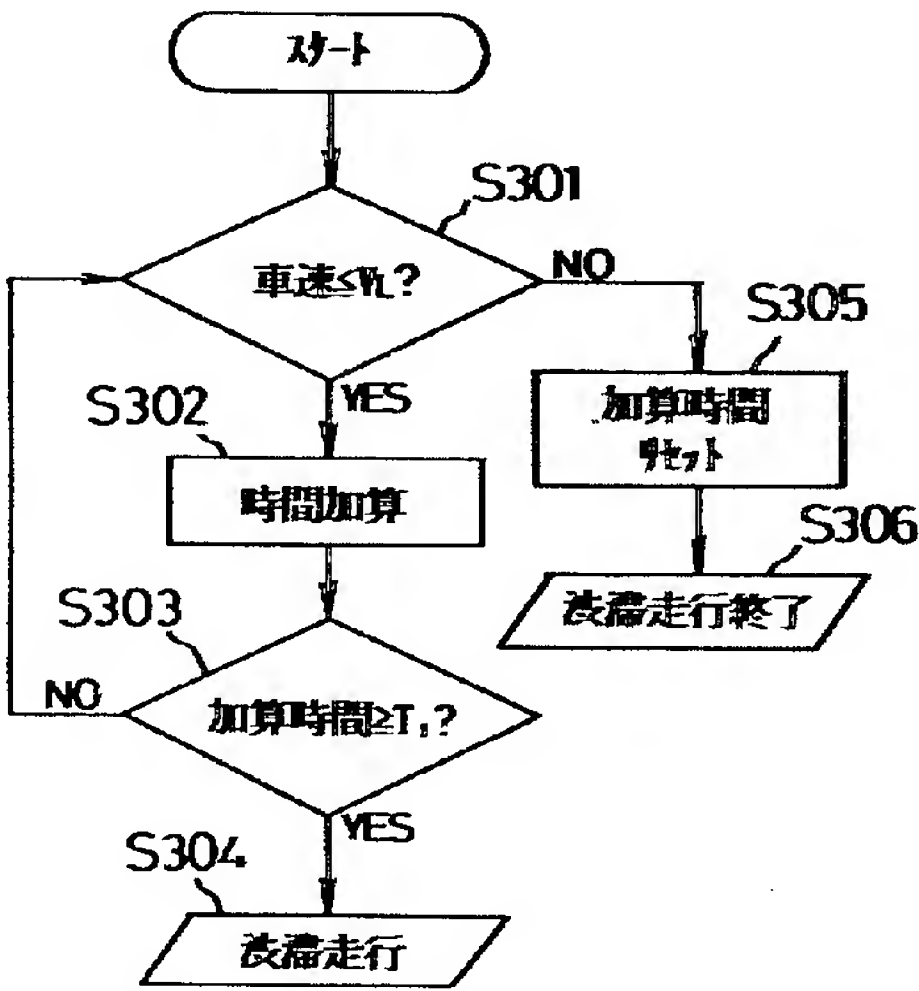 スタート
S301
車速≤VL?
NO
YES
S305
加算時間
リセット
S302
時間加算
S306
渋滞走行終了
S303
加算時間≥T₁?
NO
YES
S304
渋滞走行